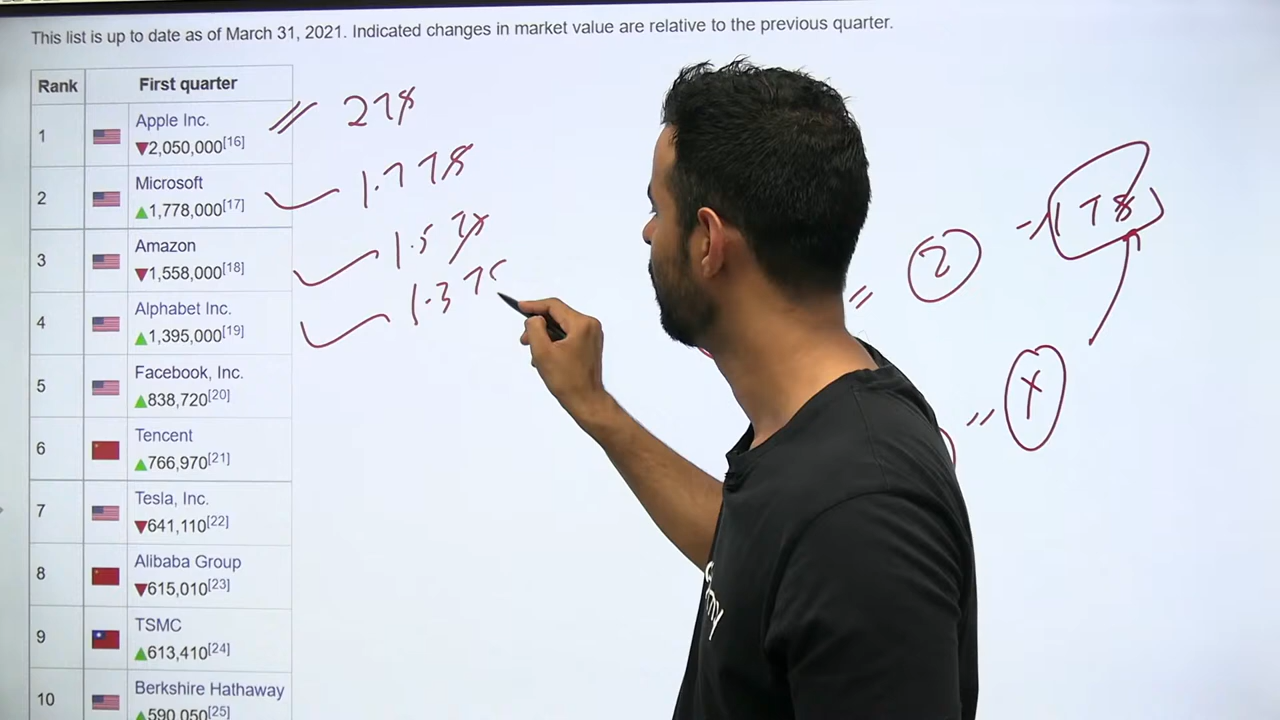 This list is up to date as of March 31, 2021. Indicated changes in market value are relative to the previous quarter.
Rank First quarter
1 Apple Inc.
▼2,050,000[16]
2 Microsoft
▲1,778,000[17]
3 Amazon
▼1,558,000[18]
4 Alphabet Inc.
▲1,395,000[19]
5 Facebook, Inc.
▲838,720[20]
6 Tencent
▲766,970[21]
7 Tesla, Inc.
▼641,110[22]
8 Alibaba Group
▼615,010[23]
9 TSMC
▲613,410[24]
10 Berkshire Hathaway
▲590,050[25]
2T$
1.7T$
1.5T$
1.3T
2
1T$